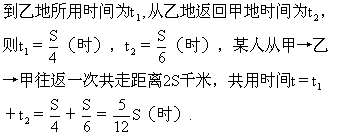 到乙地所用时间为t₁,从乙地返回甲地时间为t₂,
则t₁=S/4(时),t₂=S/6(时),某人从甲→乙
→甲往返一次共走距离2S千米,共用时间t=t₁
+t₂=S/4+S/6=5/12S(时).